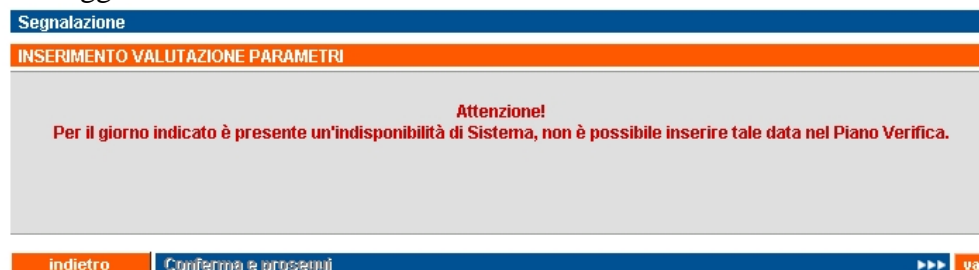 Segnalazione
INSERIMENTO VALUTAZIONE PARAMETRI
Attenzione!
Per il giorno indicato è presente un'indisponibilità di Sistema, non è possibile inserire tale data nel Piano Verifica.
indietro Conferma e prosegui ►►►